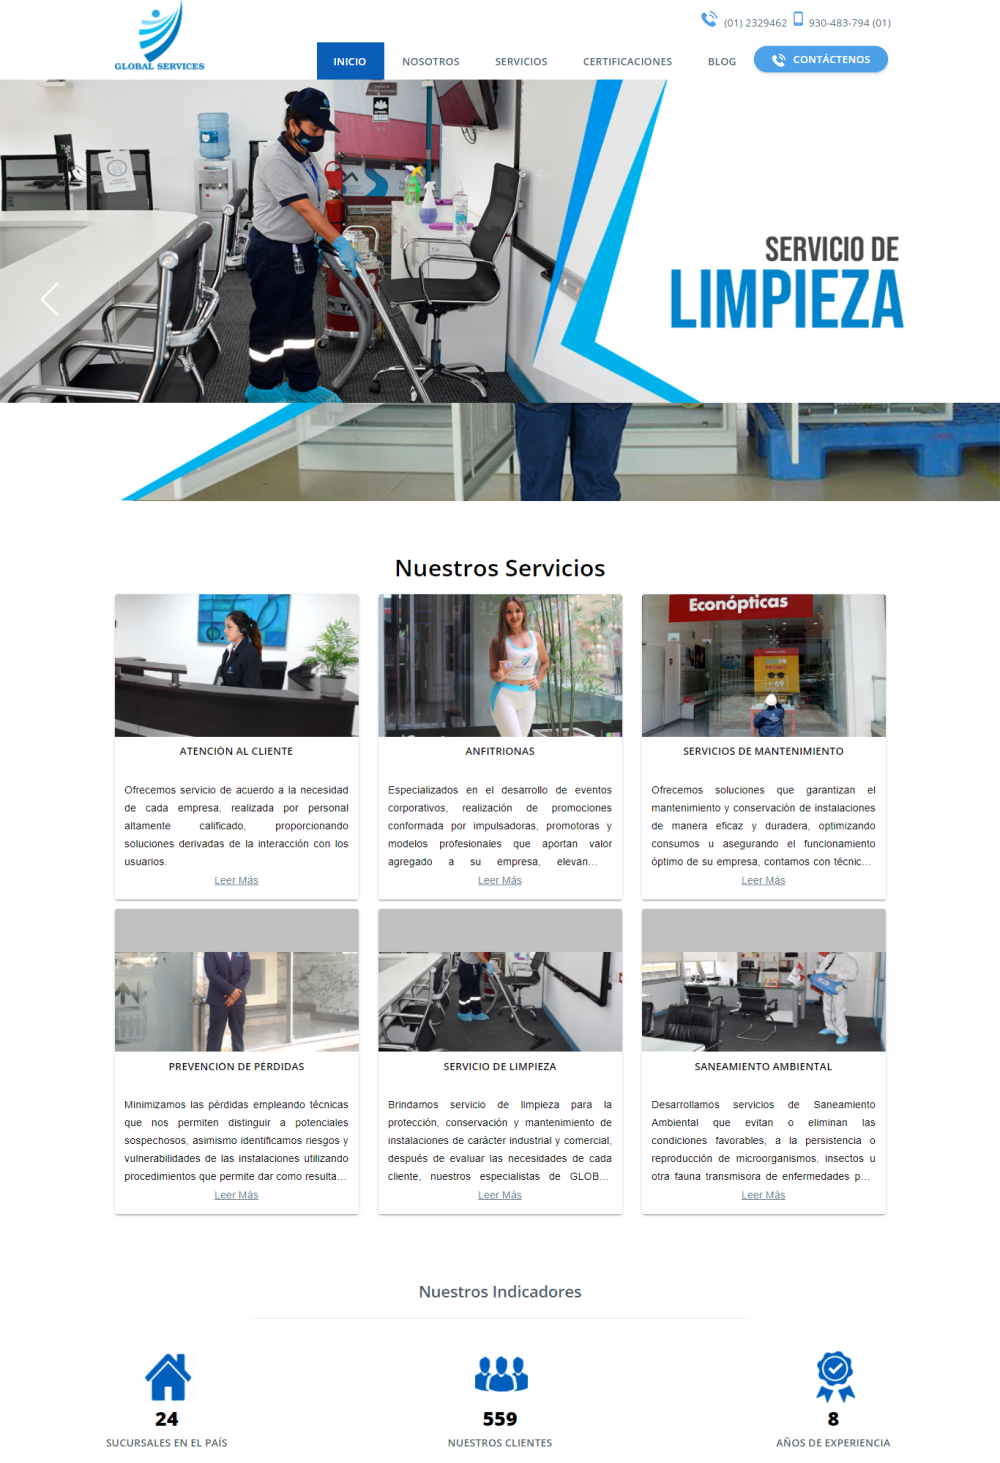 GLOBAL SERVICES
(01) 2329462 930-483-794 (01)
INICIO NOSOTROS SERVICIOS CERTIFICACIONES BLOG CONTÁCTENOS
SERVICIO DE
LIMPIEZA
Nuestros Servicios
Econópticas
ATENCIÓN AL CLIENTE
Ofrecemos servicio de acuerdo a la necesidad
de cada empresa, realizada por personal
altamente calificado, proporcionando
soluciones derivadas de la interacción con los
usuarios.
Leer Más
ANFITRIONAS
Especializados en el desarrollo de eventos
corporativos, realización de promociones
conformada por impulsadoras, promotoras y
modelos profesionales que aportan valor
agregado a su empresa, elevan...
Leer Más
SERVICIOS DE MANTENIMIENTO
Ofrecemos soluciones que garantizan el
mantenimiento y conservación de instalaciones
de manera eficaz y duradera, optimizando
consumos u asegurando el funcionamiento
óptimo de su empresa, contamos con técnic...
Leer Más
PREVENCIÓN DE PÉRDIDAS
Minimizamos las pérdidas empleando técnicas
que nos permiten distinguir a potenciales
sospechosos, asimismo identificamos riesgos y
vulnerabilidades de las instalaciones utilizando
procedimientos que permite dar como resulta...
Leer Más
SERVICIO DE LIMPIEZA
Brindamos servicio de limpieza para la
protección, conservación y mantenimiento de
instalaciones de carácter industrial y comercial,
después de evaluar las necesidades de cada
cliente, nuestros especialistas de GLOB...
Leer Más
SANEAMIENTO AMBIENTAL
Desarrollamos servicios de Saneamiento
Ambiental que evitan o eliminan las
condiciones favorables, a la persistencia o
reproducción de microorganismos, insectos u
otra fauna transmisora de enfermedades p...
Leer Más
Nuestros Indicadores
24
SUCURSALES EN EL PAÍS
559
NUESTROS CLIENTES
8
AÑOS DE EXPERIENCIA